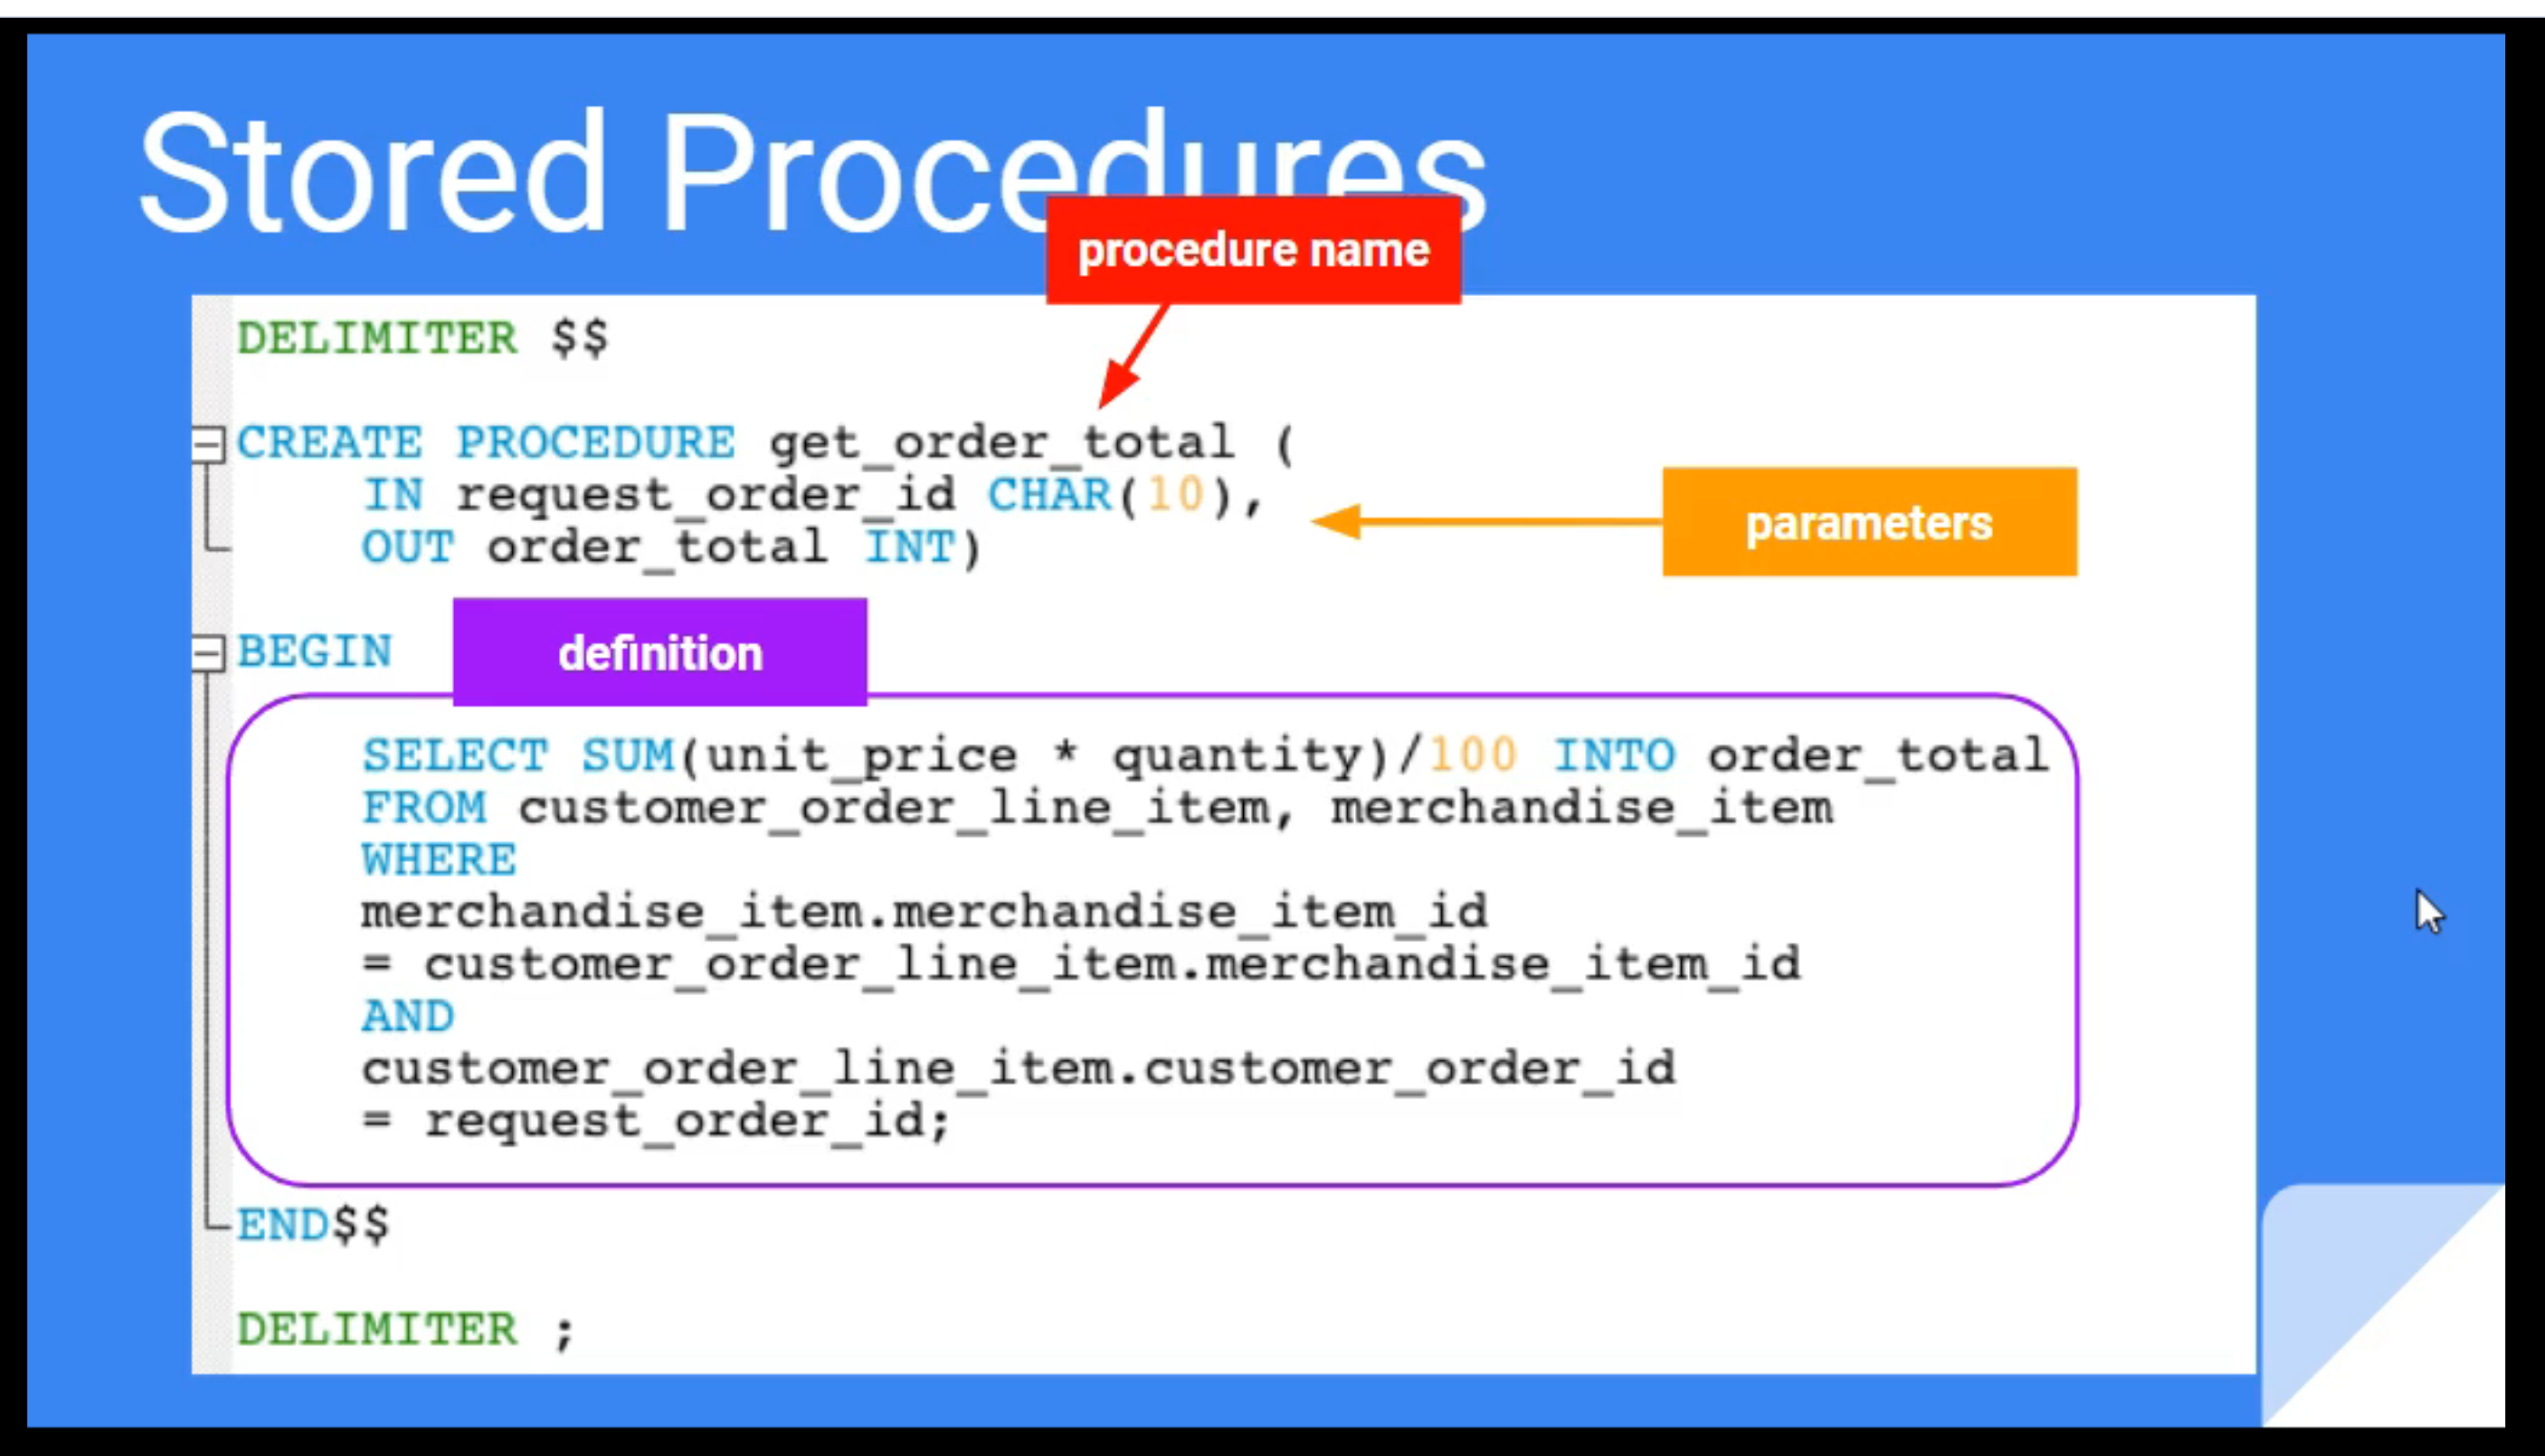 Stored Procedures
procedure name
DELIMITER $$
CREATE PROCEDURE get_order_total (
IN request_order_id CHAR(10),
OUT order_total INT)
parameters
BEGIN
definition
SELECT SUM(unit_price * quantity)/100 INTO order_total
FROM customer_order_line_item, merchandise_item
WHERE
merchandise_item.merchandise_item_id
= customer_order_line_item.merchandise_item_id
AND
customer_order_line_item.customer_order_id
= request_order_id;
END$$
DELIMITER ;